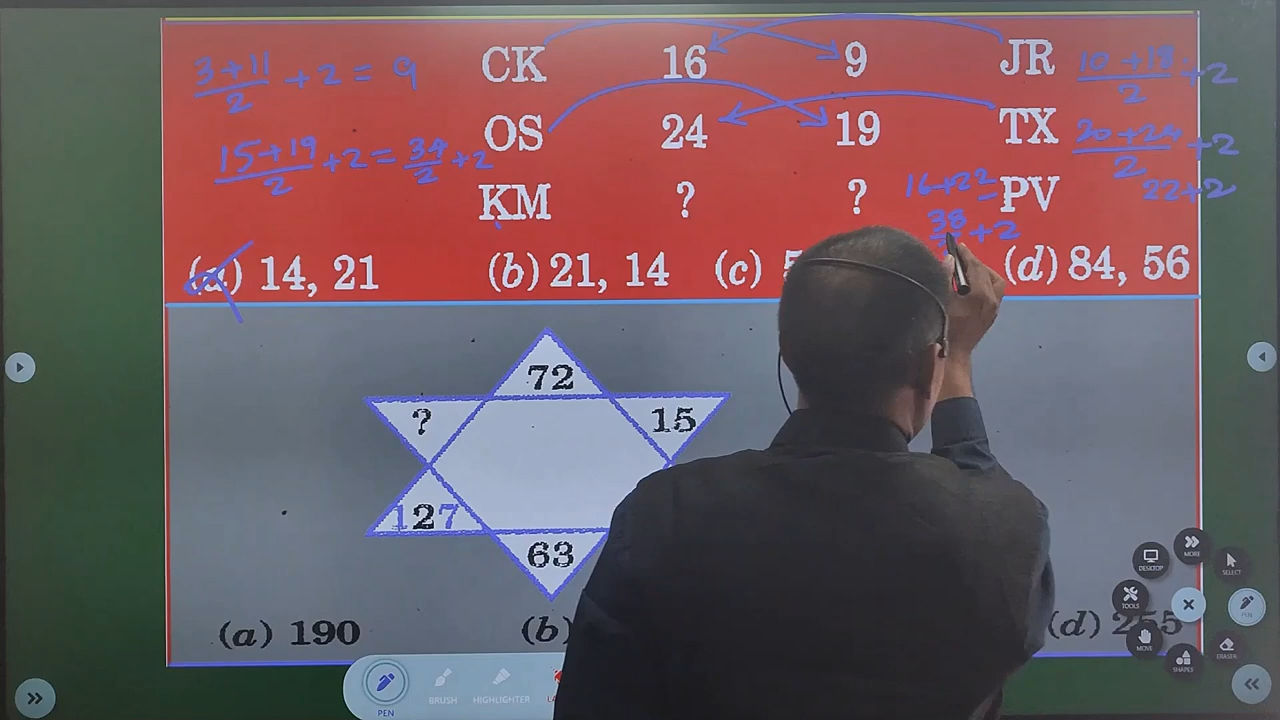 3+11/2 + 2 = 9 CK 16 9 JR 10+18/2 +2
15+19/2 +2 = 34/2 +2 OS 24 19 TX 20+24/2 +2
22+2
16+22
KM ? ? PV
38 +2
(a) 14, 21 (b) 21, 14 (c) (d) 84, 56
72
? 15
127
63
(a) 190 (b) (d) 255
PEN BRUSH HIGHLIGHTER
DESKTOP MORE SELECT
TOOLS PEN
MOVE SHAPES ERASER